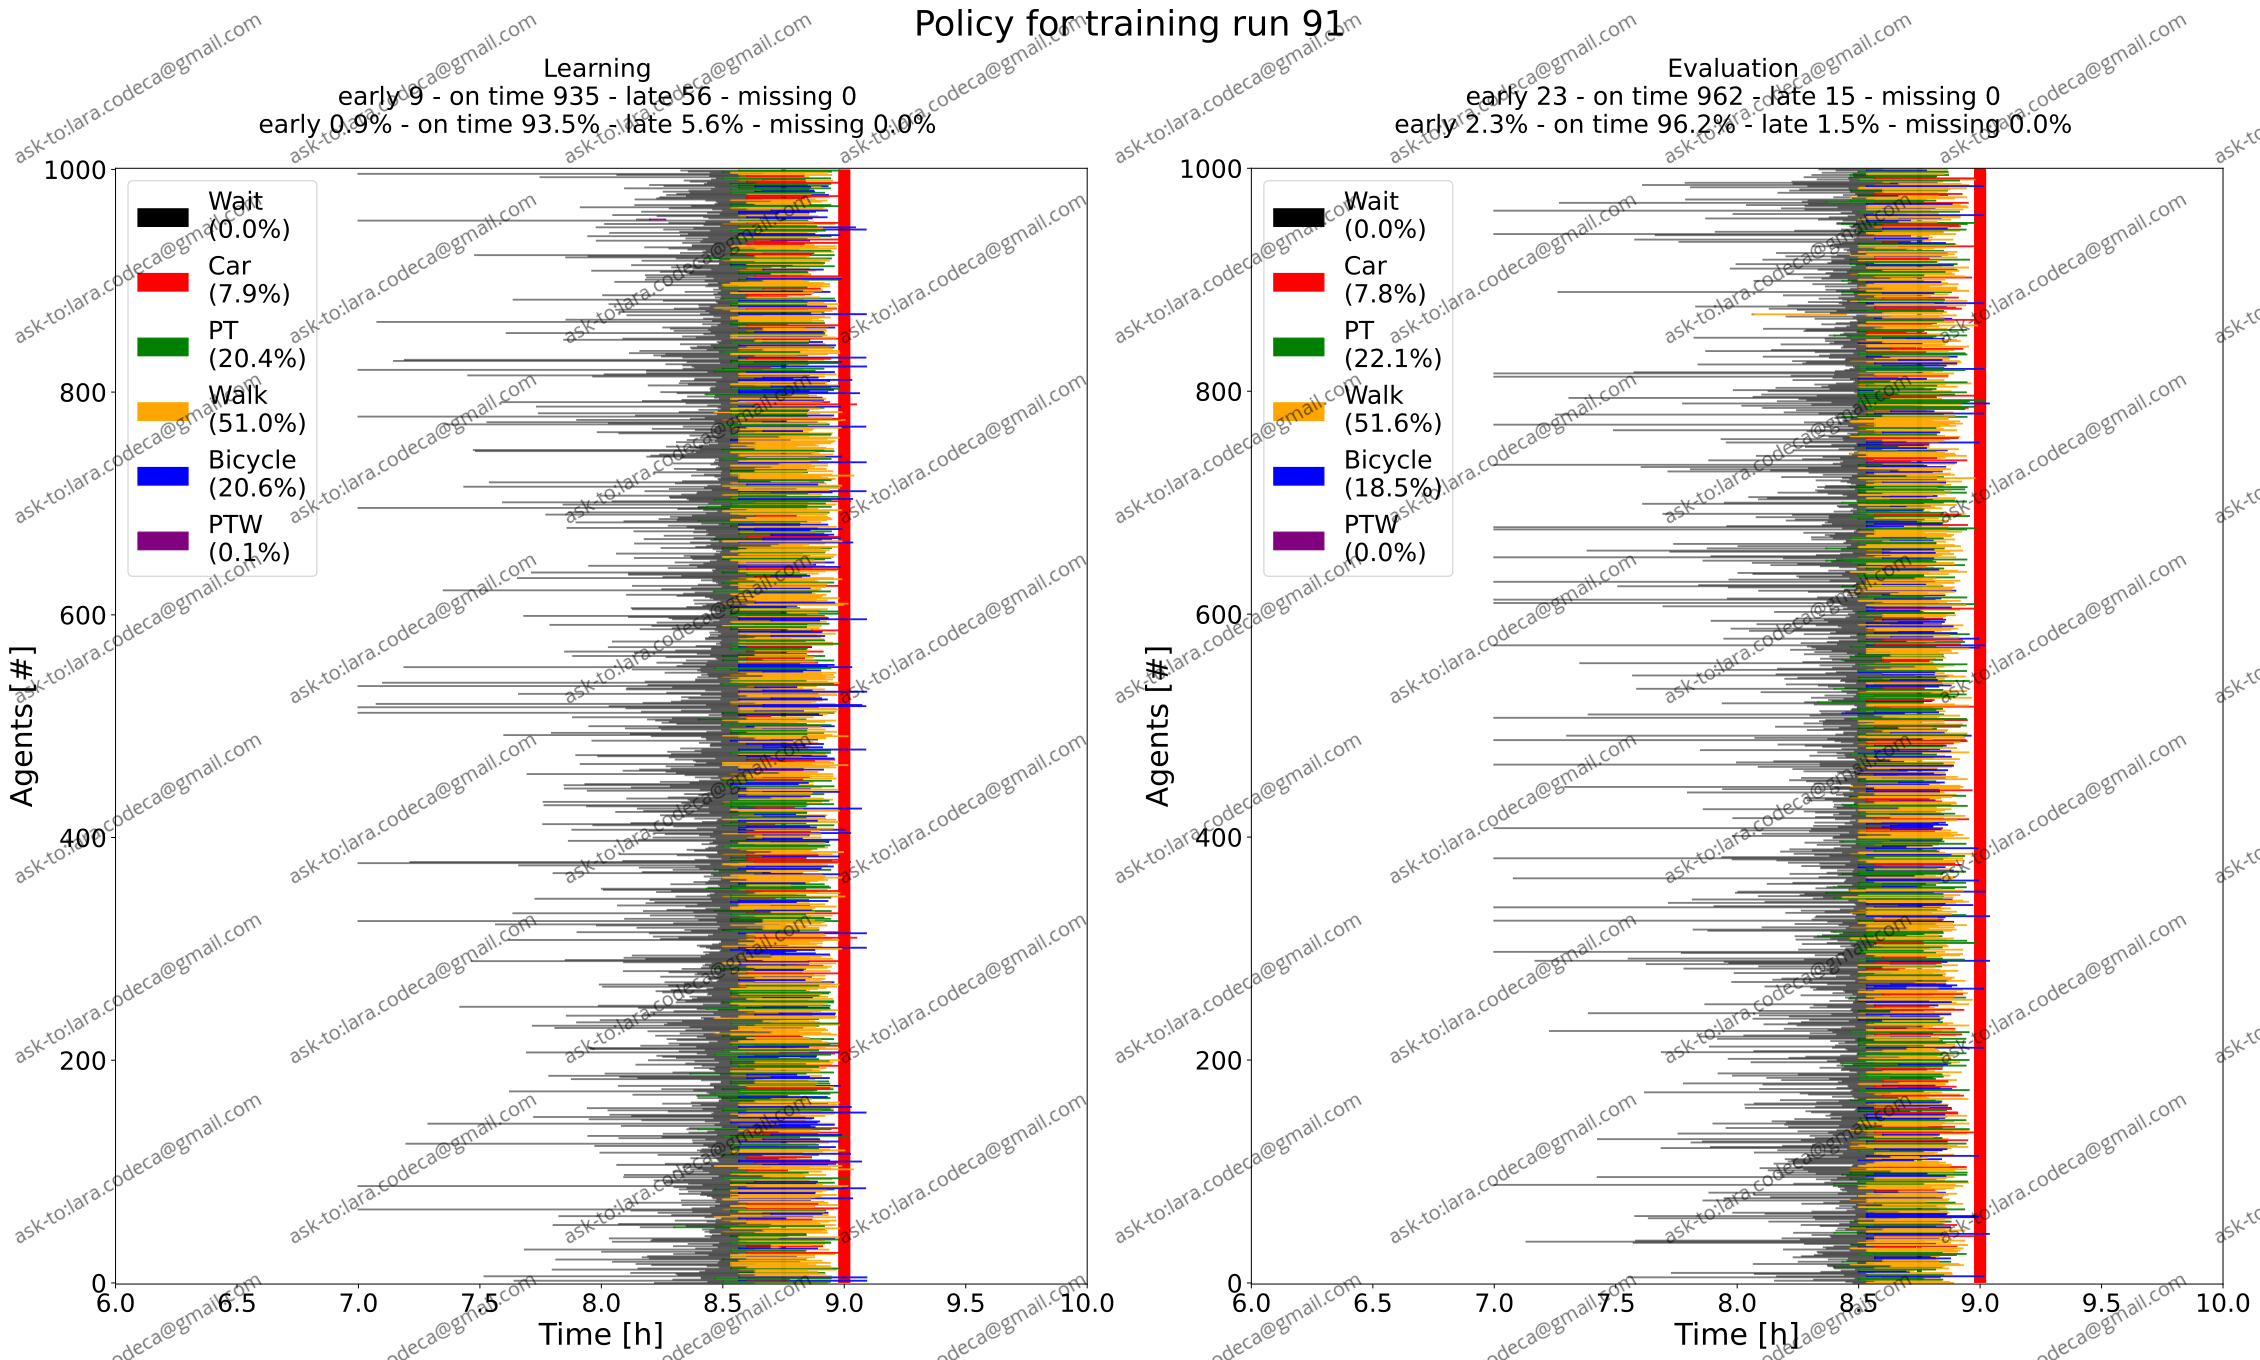 Policy for training run 91
Learning
early 9 - on time 935 - late 56 - missing 0
early 0.9% - on time 93.5% - late 5.6% - missing 0.0%
1000
800
600
400
200
0
Agents [#]
Wait
(0.0%)
Car
(7.9%)
PT
(20.4%)
Walk
(51.0%)
Bicycle
(20.6%)
PTW
(0.1%)
6.0 6.5 7.0 7.5 8.0 8.5 9.0 9.5 10.0
Time [h]
Evaluation
early 23 - on time 962 - late 15 - missing 0
early 2.3% - on time 96.2% - late 1.5% - missing 0.0%
1000
800
600
400
200
0
Agents [#]
Wait
(0.0%)
Car
(7.8%)
PT
(22.1%)
Walk
(51.6%)
Bicycle
(18.5%)
PTW
(0.0%)
6.0 6.5 7.0 7.5 8.0 8.5 9.0 9.5 10.0
Time [h]
ask-to:lara.codeca@gmail.com